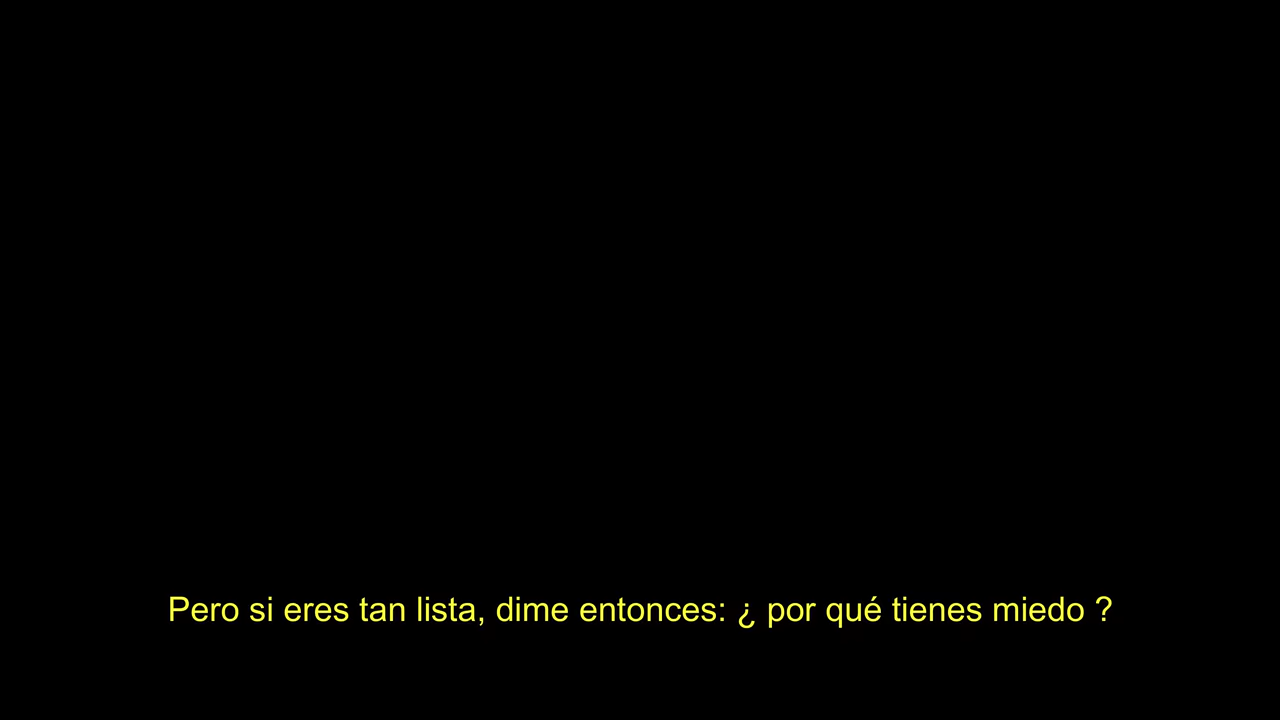 Pero si eres tan lista, dime entonces: ¿ por qué tienes miedo ?